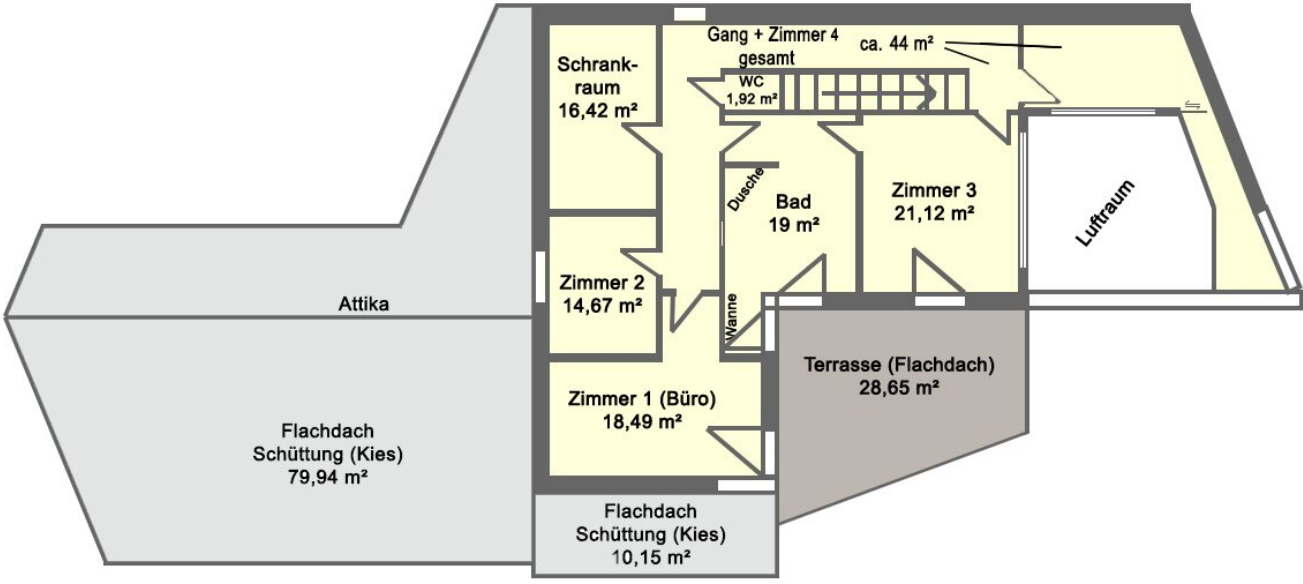 Gang + Zimmer 4
gesamt
ca. 44 m²
Schrank-
raum
16,42 m²
WC
1,92 m²
Dusche
Bad
19 m²
Zimmer 3
21,12 m²
Luftraum
Zimmer 2
14,67 m²
Wanne
Attika
Terrasse (Flachdach)
28,65 m²
Zimmer 1 (Büro)
18,49 m²
Flachdach
Schüttung (Kies)
79,94 m²
Flachdach
Schüttung (Kies)
10,15 m²